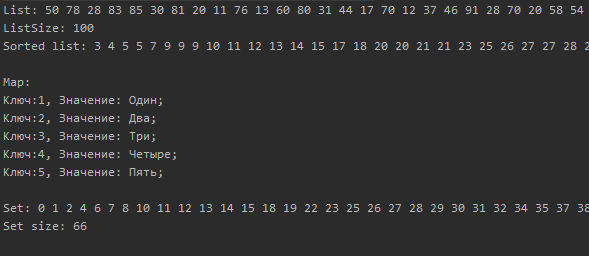 List: 50 78 28 83 85 30 81 20 11 76 13 60 80 31 44 17 70 12 37 46 91 28 70 20 58 54
ListSize: 100
Sorted list: 3 4 5 5 7 9 9 9 10 11 12 13 14 15 17 18 20 20 21 21 23 25 26 27 27 28 2
Map:
Ключ:1, Значение: Один;
Ключ:2, Значение: Два;
Ключ:3, Значение: Три;
Ключ:4, Значение: Четыре;
Ключ:5, Значение: Пять;
Set: 0 1 2 4 6 7 8 10 11 12 13 14 15 18 19 22 23 25 26 27 28 29 30 31 32 34 35 37 38
Set size: 66